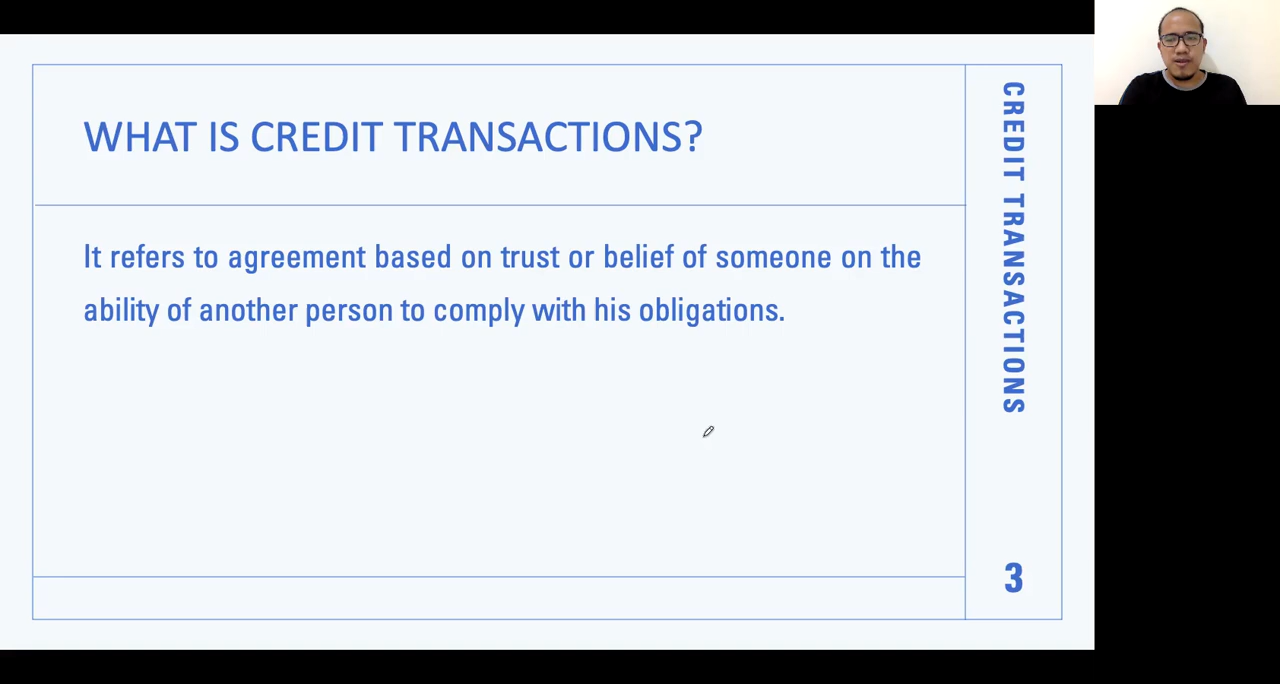 WHAT IS CREDIT TRANSACTIONS?
It refers to agreement based on trust or belief of someone on the
ability of another person to comply with his obligations.
CREDIT TRANSACTIONS
3